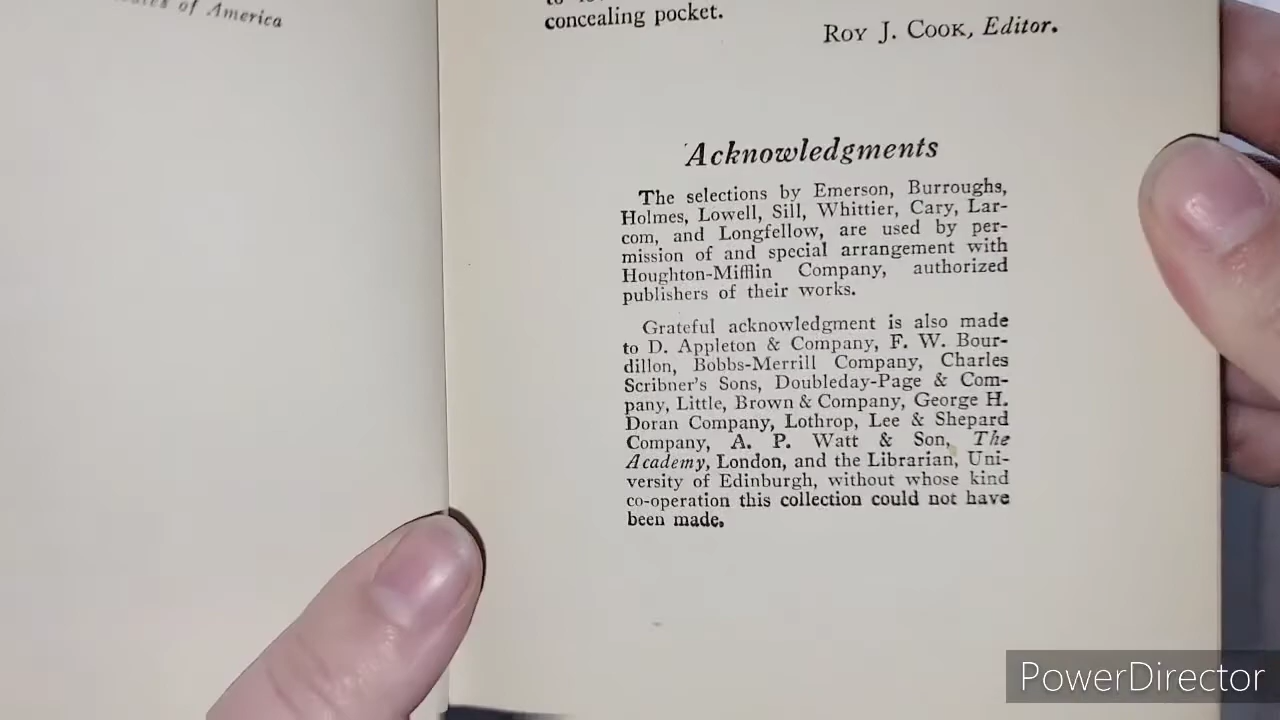 of America
concealing pocket.
Roy J. Cook, Editor.
Acknowledgments
The selections by Emerson, Burroughs,
Holmes, Lowell, Sill, Whittier, Cary, Lar-
com, and Longfellow, are used by per-
mission of and special arrangement with
Houghton-Mifflin Company, authorized
publishers of their works.
Grateful acknowledgment is also made
to D. Appleton & Company, F. W. Bour-
dillon, Bobbs-Merrill Company, Charles
Scribner's Sons, Doubleday-Page & Com-
pany, Little, Brown & Company, George H.
Doran Company, Lothrop, Lee & Shepard
Company, A. P. Watt & Son, The
Academy, London, and the Librarian, Uni-
versity of Edinburgh, without whose kind
co-operation this collection could not have
been made.
PowerDirector